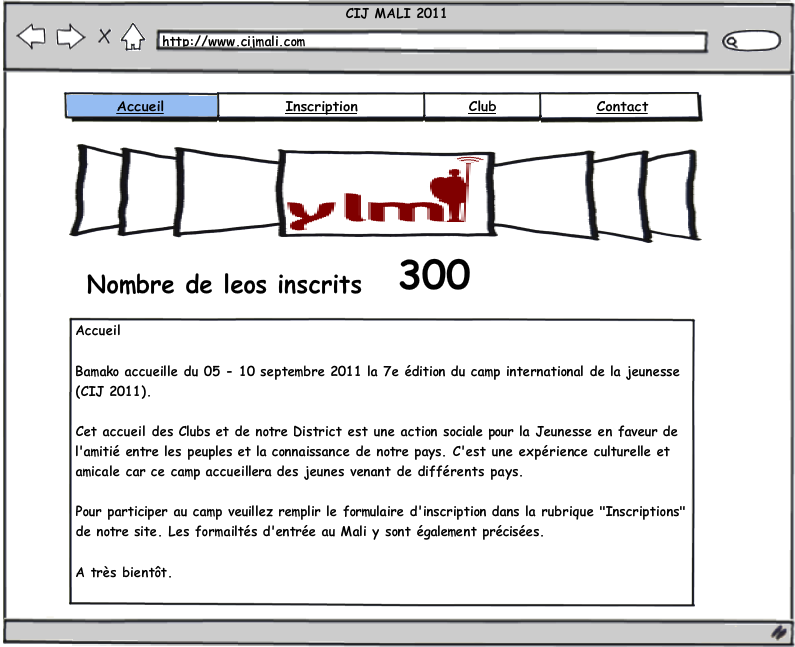 CIJ MALI 2011
http://www.cijmali.com
Accueil Inscription Club Contact
ylm
Nombre de leos inscrits 300
Accueil
Bamako accueille du 05 - 10 septembre 2011 la 7e édition du camp international de la jeunesse
(CIJ 2011).
Cet accueil des Clubs et de notre District est une action sociale pour la Jeunesse en faveur de
l'amitié entre les peuples et la connaissance de notre pays. C'est une expérience culturelle et
amicale car ce camp accueillera des jeunes venant de différents pays.
Pour participer au camp veuillez remplir le formulaire d'inscription dans la rubrique "Inscriptions"
de notre site. Les formailtés d'entrée au Mali y sont également précisées.
A très bientôt.